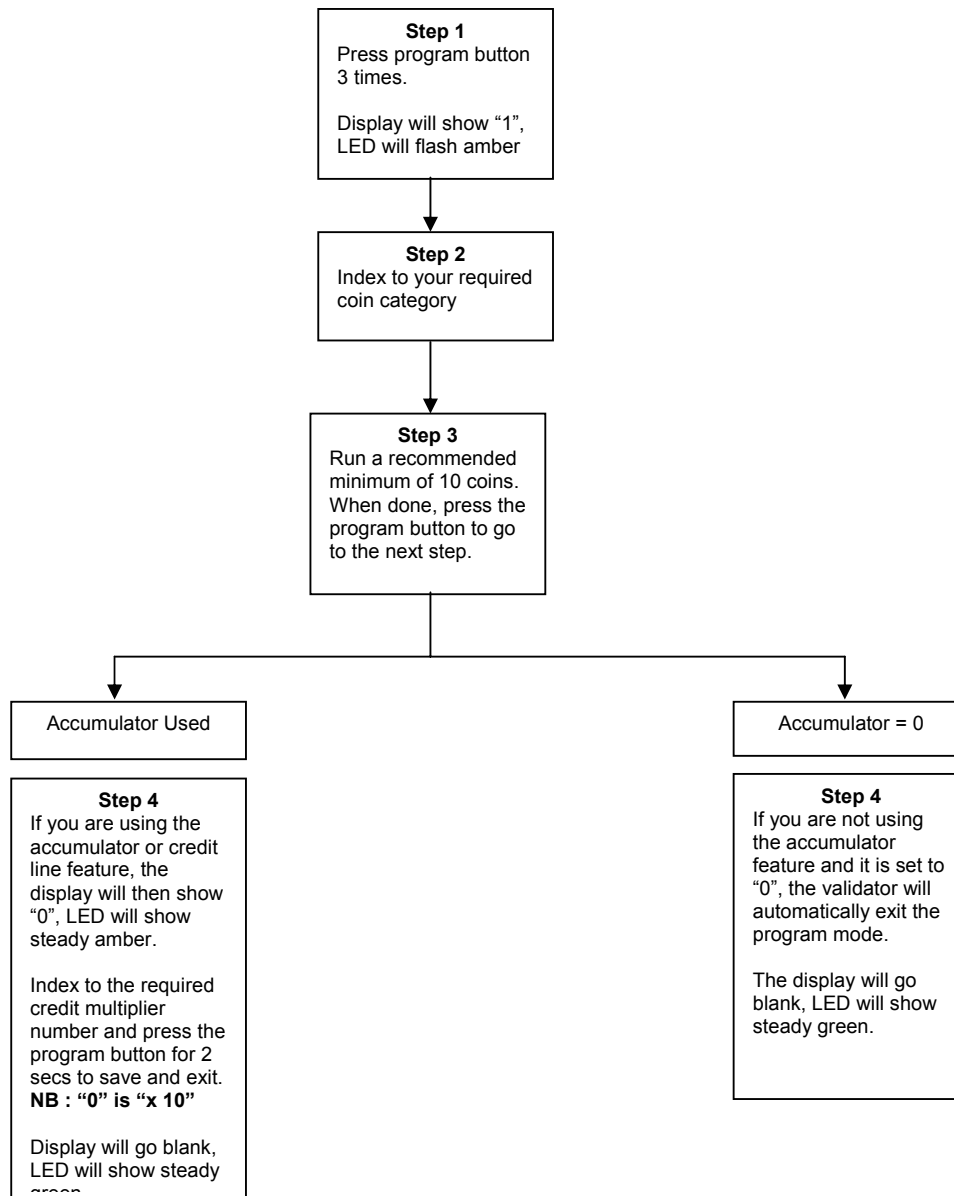 Step 1
Press program button
3 times.
Display will show “1”,
LED will flash amber
Step 2
Index to your required
coin category
Step 3
Run a recommended
minimum of 10 coins.
When done, press the
program button to go
to the next step.
Accumulator Used
Step 4
If you are using the
accumulator or credit
line feature, the
display will then show
“0”, LED will show
steady amber.
Index to the required
credit multiplier
number and press the
program button for 2
secs to save and exit.
NB : “0” is “x 10”
Display will go blank,
LED will show steady
Accumulator = 0
Step 4
If you are not using
the accumulator
feature and it is set to
“0”, the validator will
automatically exit the
program mode.
The display will go
blank, LED will show
steady green.